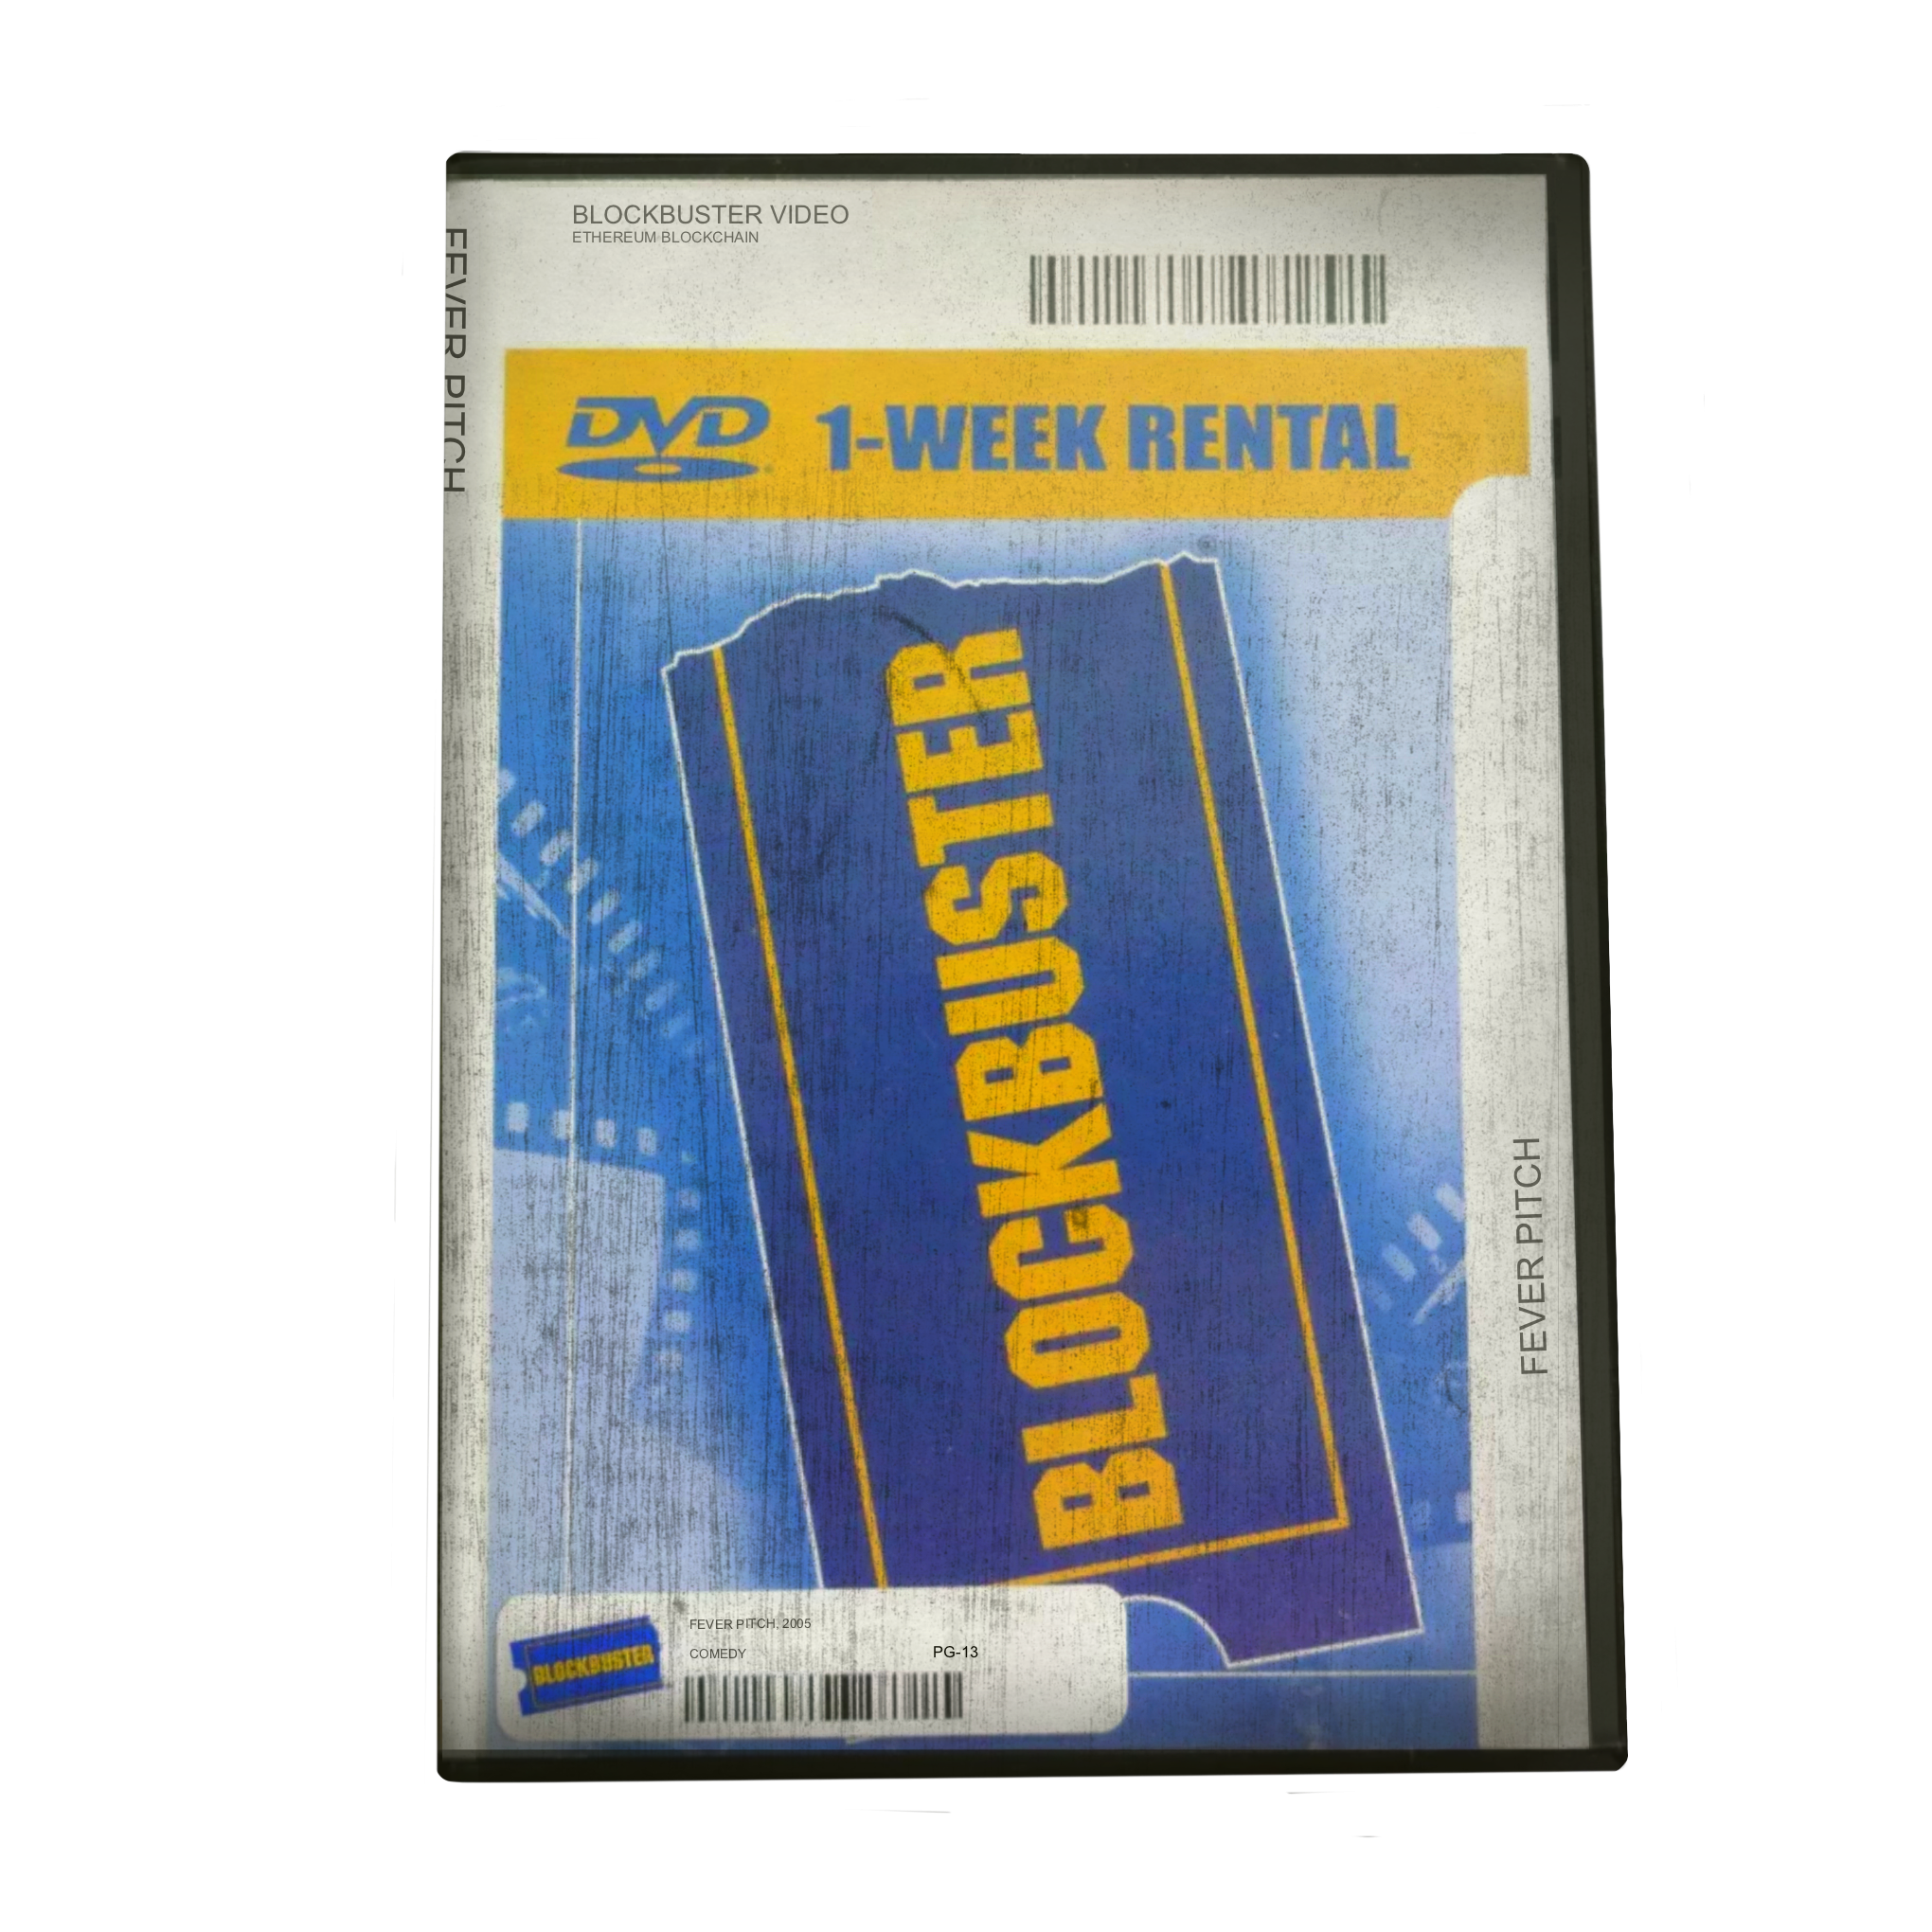 BLOCKBUSTER VIDEO
ETHEREUM BLOCKCHAIN
FEVER PITCH
DVD
1-WEEK RENTAL
BLOCKBUSTER
FEVER PITCH
BLOCKBUSTER
FEVER PITCH, 2005
COMEDY
PG-13